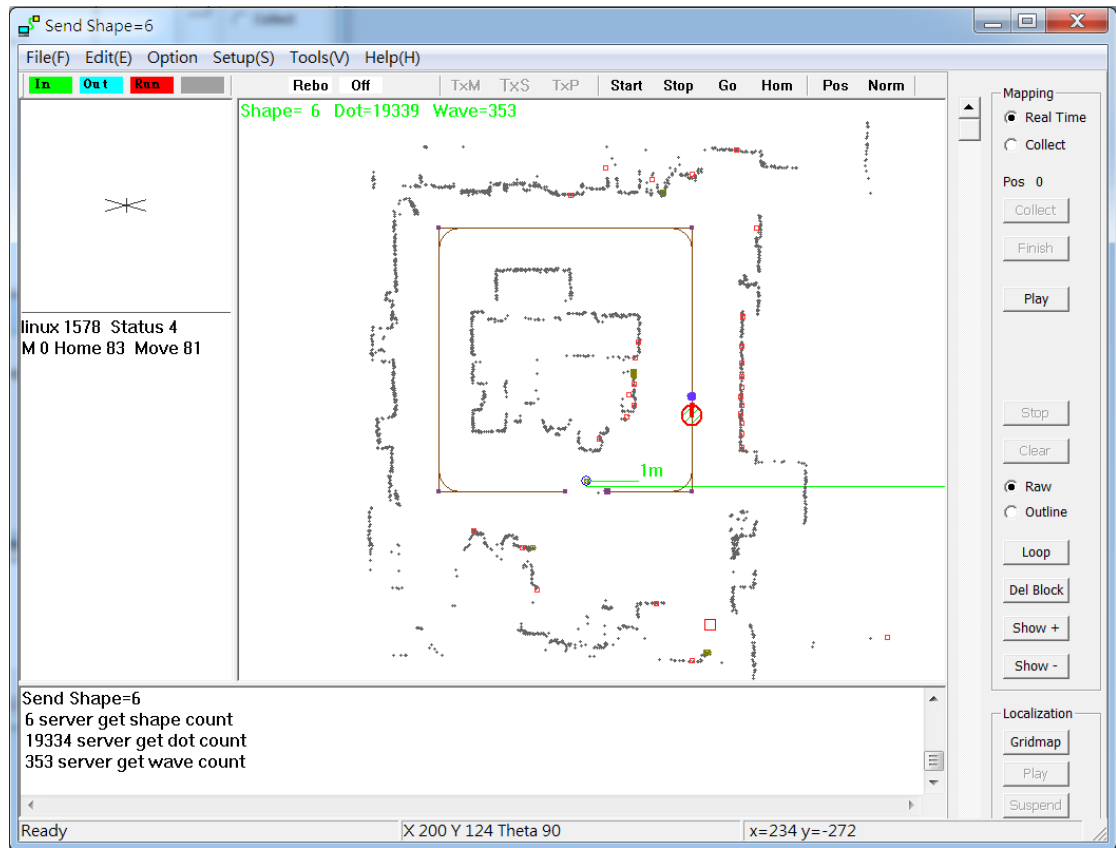 Collect
Send Shape=6
File(F) Edit(E) Option Setup(S) Tools(V) Help(H)
In Out Run Rebo Off TxM TxS TxP Start Stop Go Hom Pos Norm
Shape= 6 Dot=19339 Wave=353
1m
linux 1578 Status 4
M 0 Home 83 Move 81
Mapping
Real Time
Collect
Pos 0
Collect
Finish
Play
Stop
Clear
Raw
Outline
Loop
Del Block
Show +
Show -
Localization
Gridmap
Play
Suspend
Send Shape=6
6 server get shape count
19334 server get dot count
353 server get wave count
Ready X 200 Y 124 Theta 90 x=234 y=-272